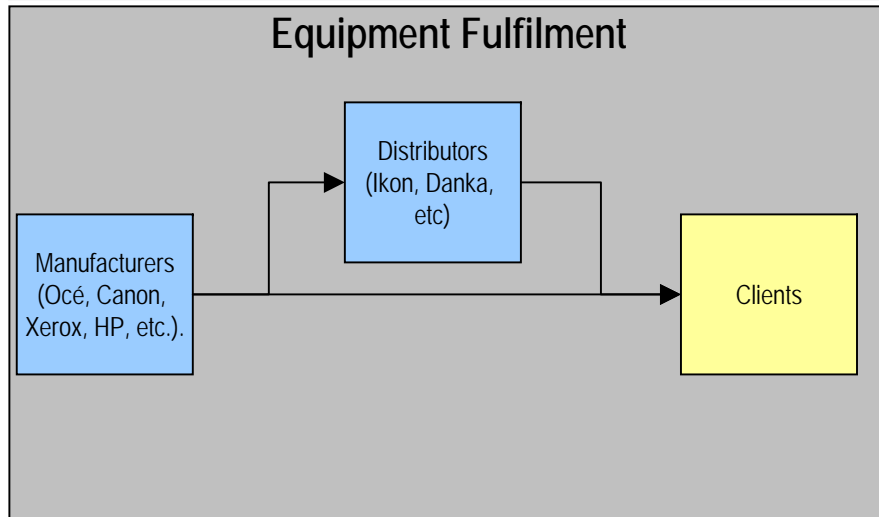 Equipment Fulfilment
Distributors
(Ikon, Danka,
etc)
Manufacturers
(Océ, Canon,
Xerox, HP, etc.).
Clients